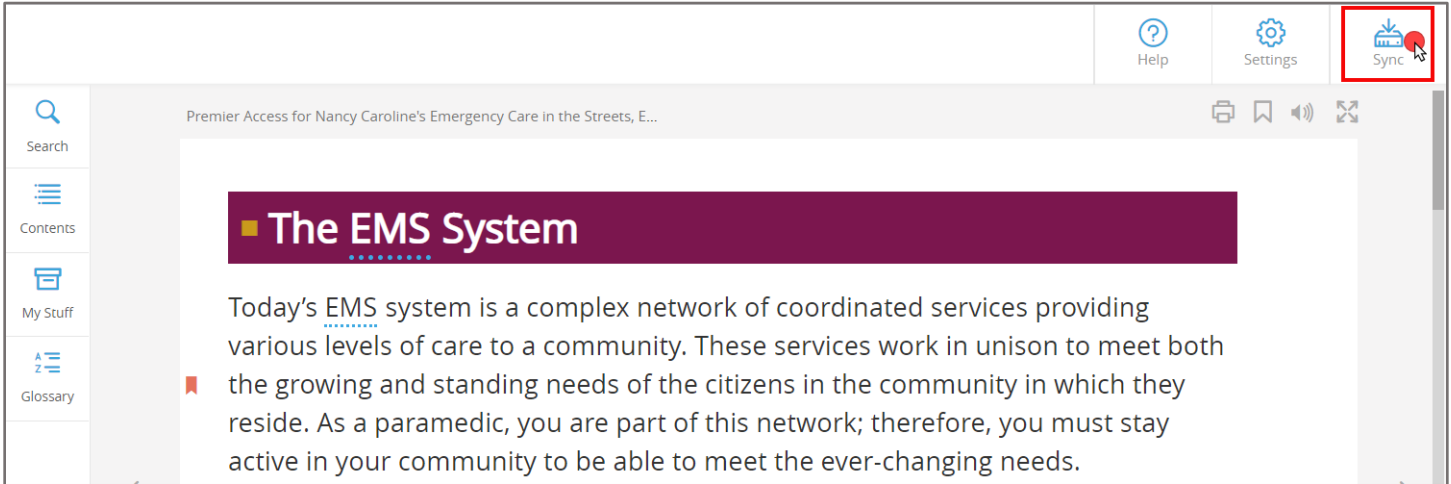 Help
Settings
Sync
Search
Contents
My Stuff
A
Z
Glossary
Premier Access for Nancy Caroline's Emergency Care in the Streets, E...
The EMS System
Today’s EMS system is a complex network of coordinated services providing
various levels of care to a community. These services work in unison to meet both
the growing and standing needs of the citizens in the community in which they
reside. As a paramedic, you are part of this network; therefore, you must stay
active in your community to be able to meet the ever-changing needs.